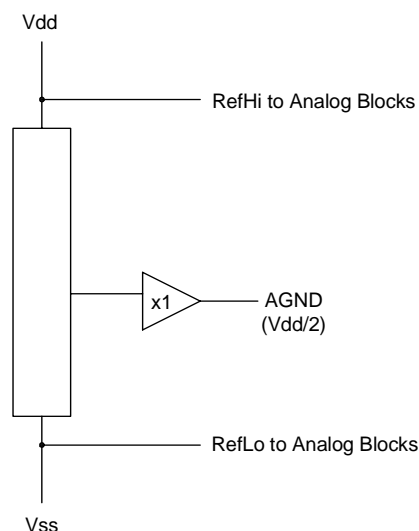 Vdd
RefHi to Analog Blocks
x1
AGND
(Vdd/2)
RefLo to Analog Blocks
Vss